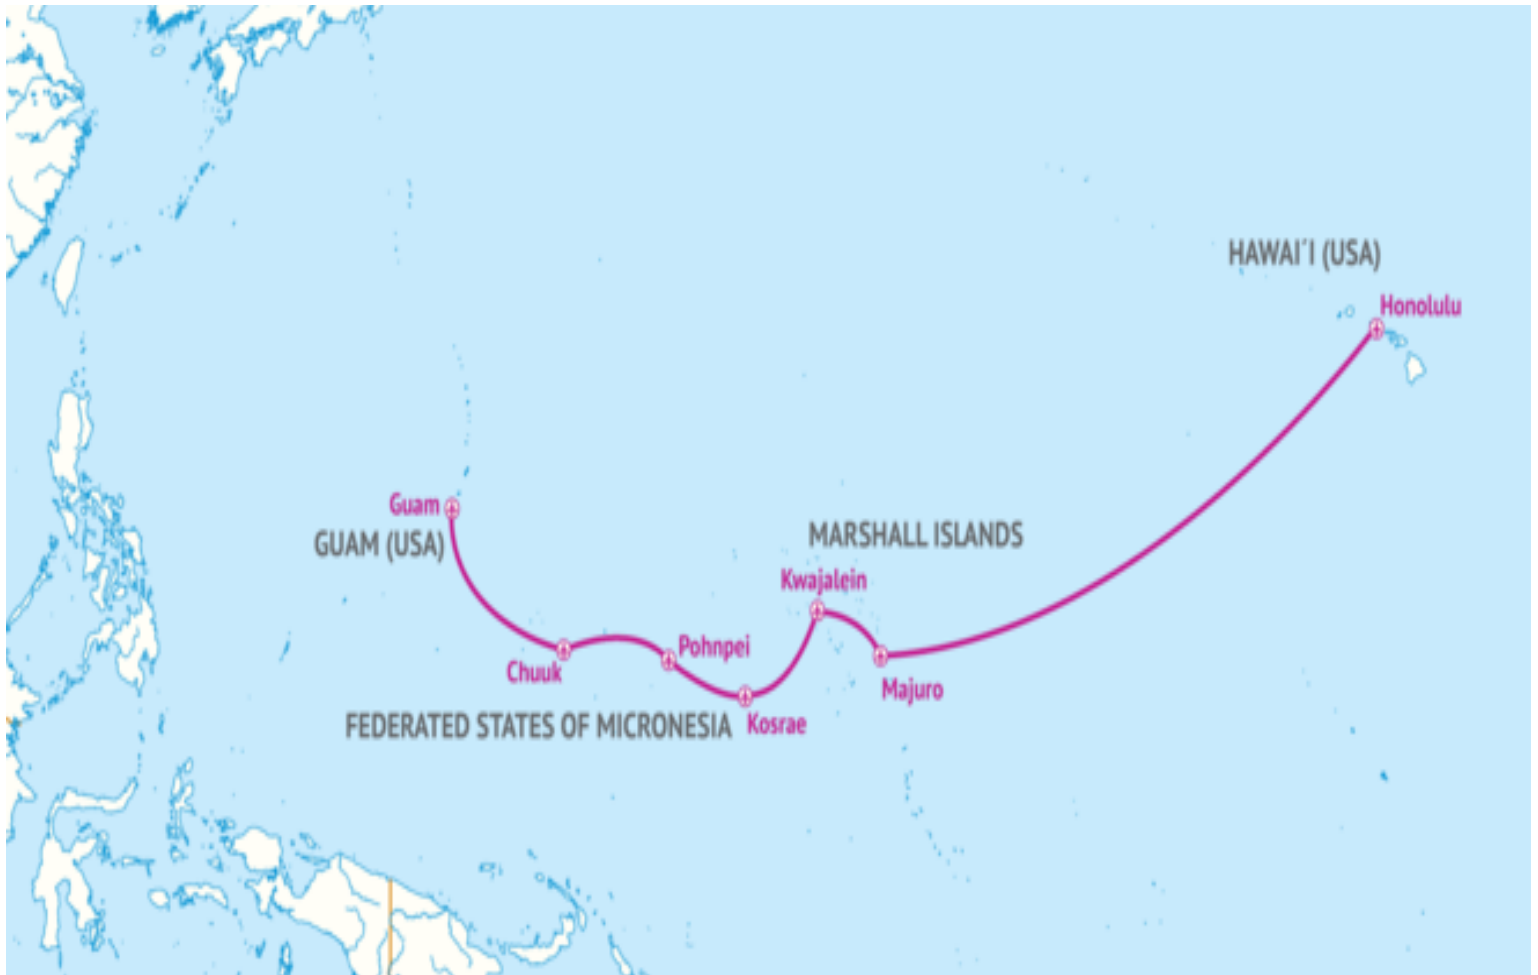 HAWAI´I (USA)
Honolulu
Guam
GUAM (USA)
MARSHALL ISLANDS
Kwajalein
Pohnpei
Chuuk
Majuro
FEDERATED STATES OF MICRONESIA
Kosrae